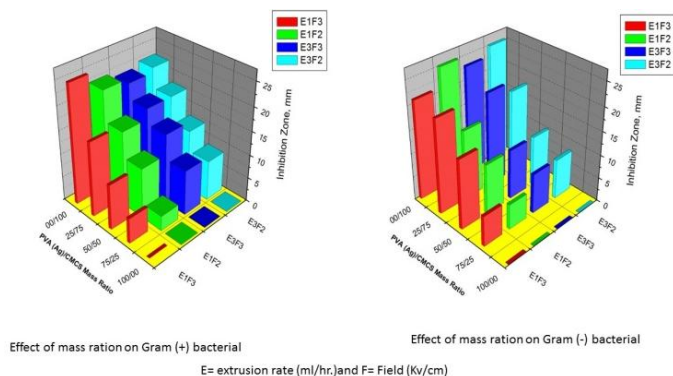 E1F3
E1F2
E3F3
E3F2
25
20
15
10
5
0
Inhibition Zone, mm
00/100
25/75
50/50
75/25
100/00
PVA (Ag)/CMCS Mass Ratio
E1F3
E1F2
E3F3
E3F2
Effect of mass ration on Gram (+) bacterial
E1F3
E1F2
E3F3
E3F2
25
20
15
10
5
0
Inhibition Zone, mm
00/100
25/75
50/50
75/25
100/00
PVA (Ag)/CMCS Mass Ratio
E1F3
E1F2
E3F3
E3F2
Effect of mass ration on Gram (-) bacterial
E= extrusion rate (ml/hr.)and F= Field (Kv/cm)